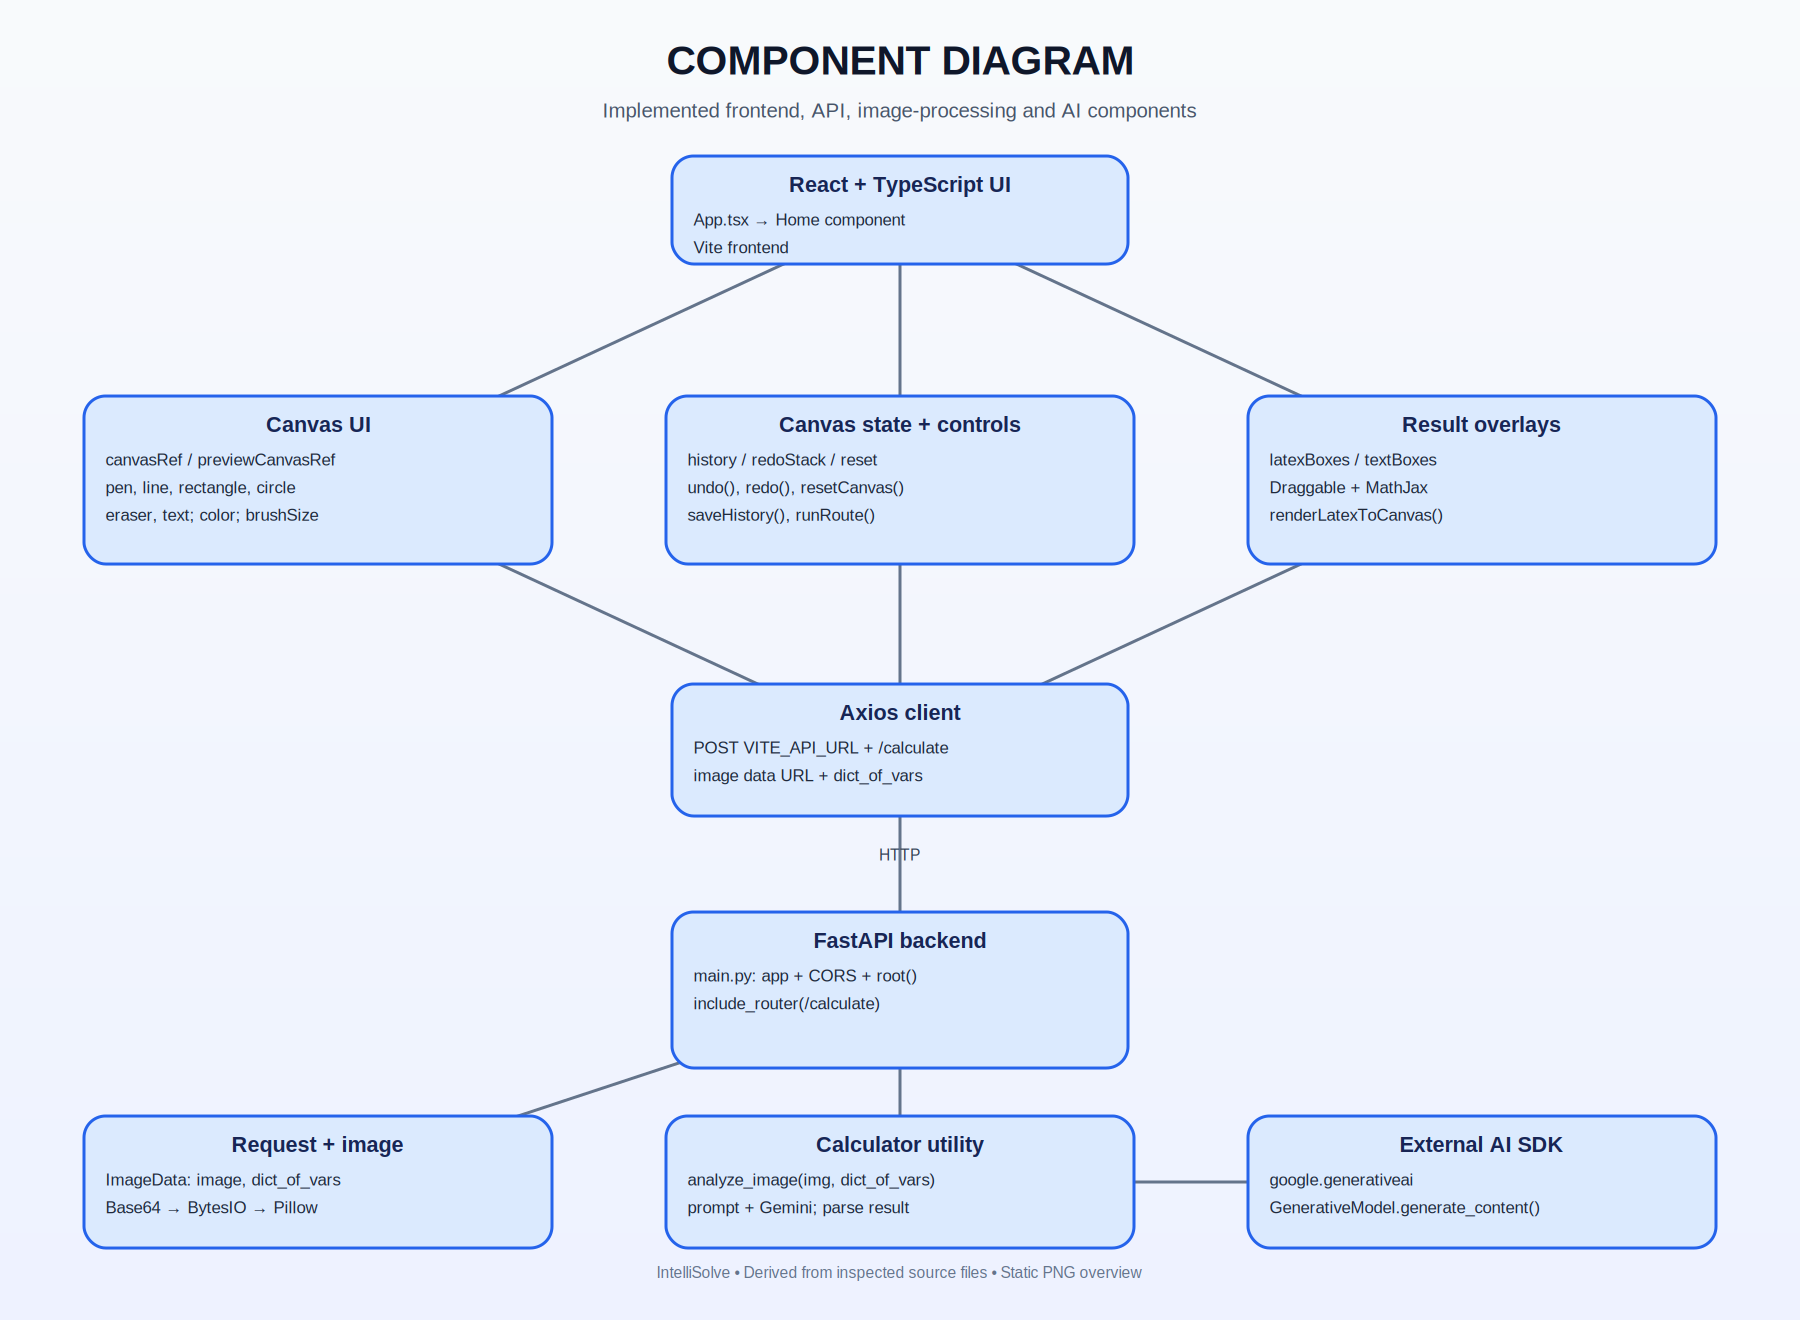 COMPONENT DIAGRAM
Implemented frontend, API, image-processing and AI components
React + TypeScript UI
App.tsx → Home component
Vite frontend
Canvas UI
canvasRef / previewCanvasRef
pen, line, rectangle, circle
eraser, text; color; brushSize
Canvas state + controls
history / redoStack / reset
undo(), redo(), resetCanvas()
saveHistory(), runRoute()
Result overlays
latexBoxes / textBoxes
Draggable + MathJax
renderLatexToCanvas()
Axios client
POST VITE_API_URL + /calculate
image data URL + dict_of_vars
HTTP
FastAPI backend
main.py: app + CORS + root()
include_router(/calculate)
Request + image
ImageData: image, dict_of_vars
Base64 → BytesIO → Pillow
Calculator utility
analyze_image(img, dict_of_vars)
prompt + Gemini; parse result
External AI SDK
google.generativeai
GenerativeModel.generate_content()
IntelliSolve • Derived from inspected source files • Static PNG overview